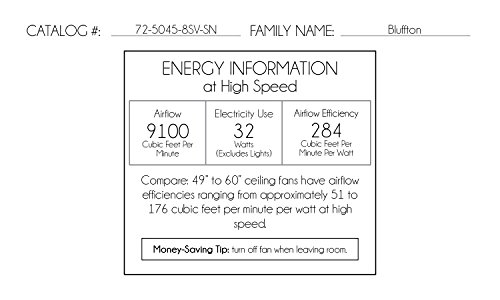 CATALOG #: 72-5045-8SV-SN FAMILY NAME: Bluffton
ENERGY INFORMATION
at High Speed
Airflow Electricity Use Airflow Efficiency
9100 32 284
Cubic Feet Per Watts Cubic Feet Per
Minute (Excludes Lights) Minute Per Watt
Compare: 49" to 60" ceiling fans have airflow
efficiencies ranging from approximately 51 to
176 cubic feet per minute per watt at high
speed.
Money-Saving Tip: turn off fan when leaving room.